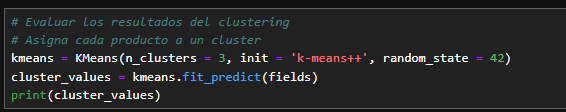 # Evaluar los resultados del clustering
# Asigna cada producto a un cluster
kmeans = KMeans(n_clusters = 3, init = 'k-means++', random_state = 42)
cluster_values = kmeans.fit_predict(fields)
print(cluster_values)